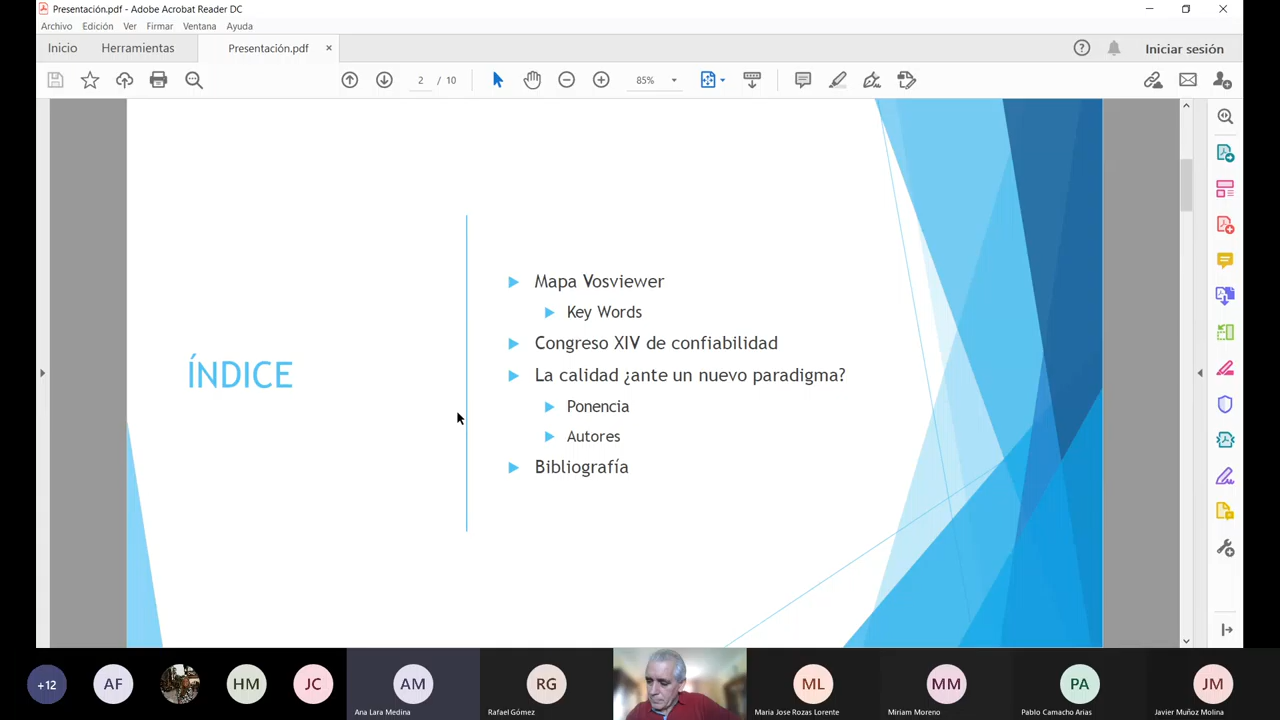 Presentación.pdf - Adobe Acrobat Reader DC
Archivo Edición Ver Firmar Ventana Ayuda
Inicio Herramientas Presentación.pdf × Iniciar sesión
2 / 10 85%
ÍNDICE
Mapa Vosviewer
Key Words
Congreso XIV de confiabilidad
La calidad ¿ante un nuevo paradigma?
Ponencia
Autores
Bibliografía
+12 AF HM JC AM RG ML MM PA JM
Ana Lara Medina Rafael Gómez Maria Jose Rozas Lorente Miriam Moreno Pablo Camacho Arias Javier Muñoz Molina